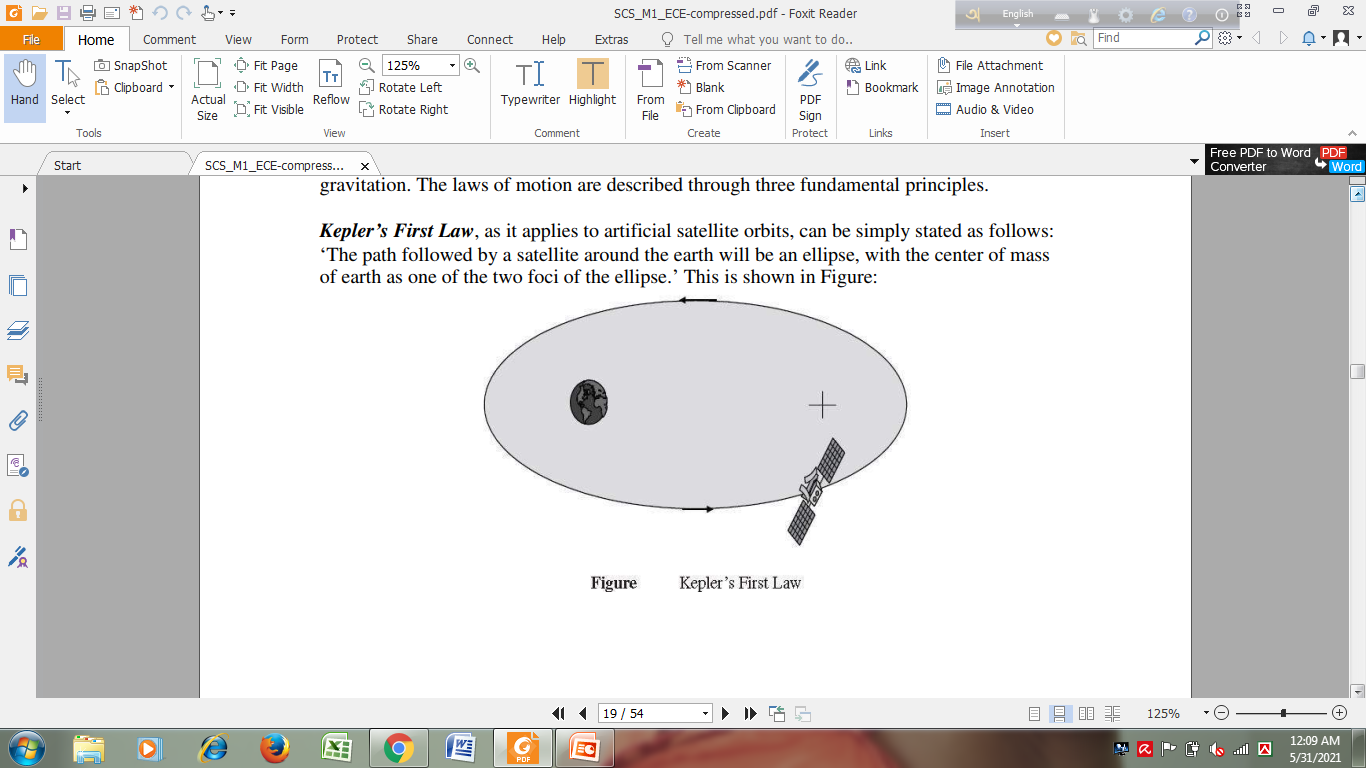 SCS_M1_ECE-compressed.pdf - Foxit Reader
English
File Home Comment View Form Protect Share Connect Help Extras Tell me what you want to do.. Find
Hand
Select
SnapShot
Clipboard
Tools
Actual Size
Fit Page
Fit Width
Fit Visible
Reflow
125%
Rotate Left
Rotate Right
View
Typewriter
Highlight
Comment
From File
From Scanner
Blank
From Clipboard
Create
PDF Sign
Protect
Link
Bookmark
Links
File Attachment
Image Annotation
Audio & Video
Insert
Start
SCS_M1_ECE-compress...
Free PDF to Word PDF
Converter Word
gravitation. The laws of motion are described through three fundamental principles.
Kepler’s First Law, as it applies to artificial satellite orbits, can be simply stated as follows:
‘The path followed by a satellite around the earth will be an ellipse, with the center of mass
of earth as one of the two foci of the ellipse.’ This is shown in Figure:
Figure Kepler’s First Law
19 / 54
125%
PDF
12:09 AM
5/31/2021